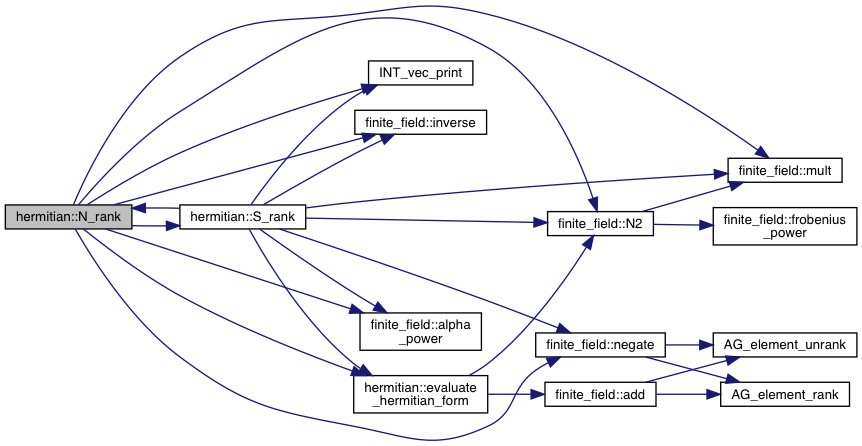 hermitian::N_rank
hermitian::S_rank
INT_vec_print
finite_field::inverse
finite_field::alpha
_power
hermitian::evaluate
_hermitian_form
finite_field::N2
finite_field::negate
finite_field::add
finite_field::mult
finite_field::frobenius
_power
AG_element_unrank
AG_element_rank